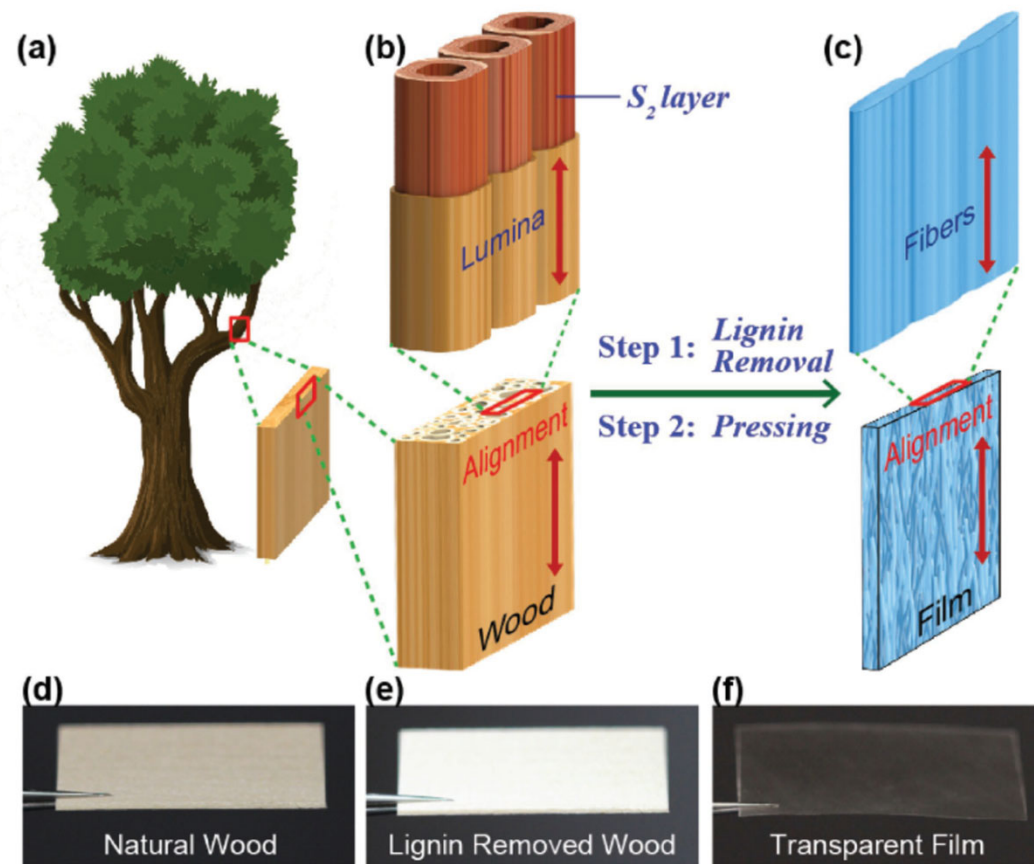 (a)
(b)
(c)
S2 layer
Lumina
Fibers
Step 1: Lignin
Removal
Step 2: Pressing
Alignment
Wood
Alignment
Film
(d)
(e)
(f)
Natural Wood
Lignin Removed Wood
Transparent Film